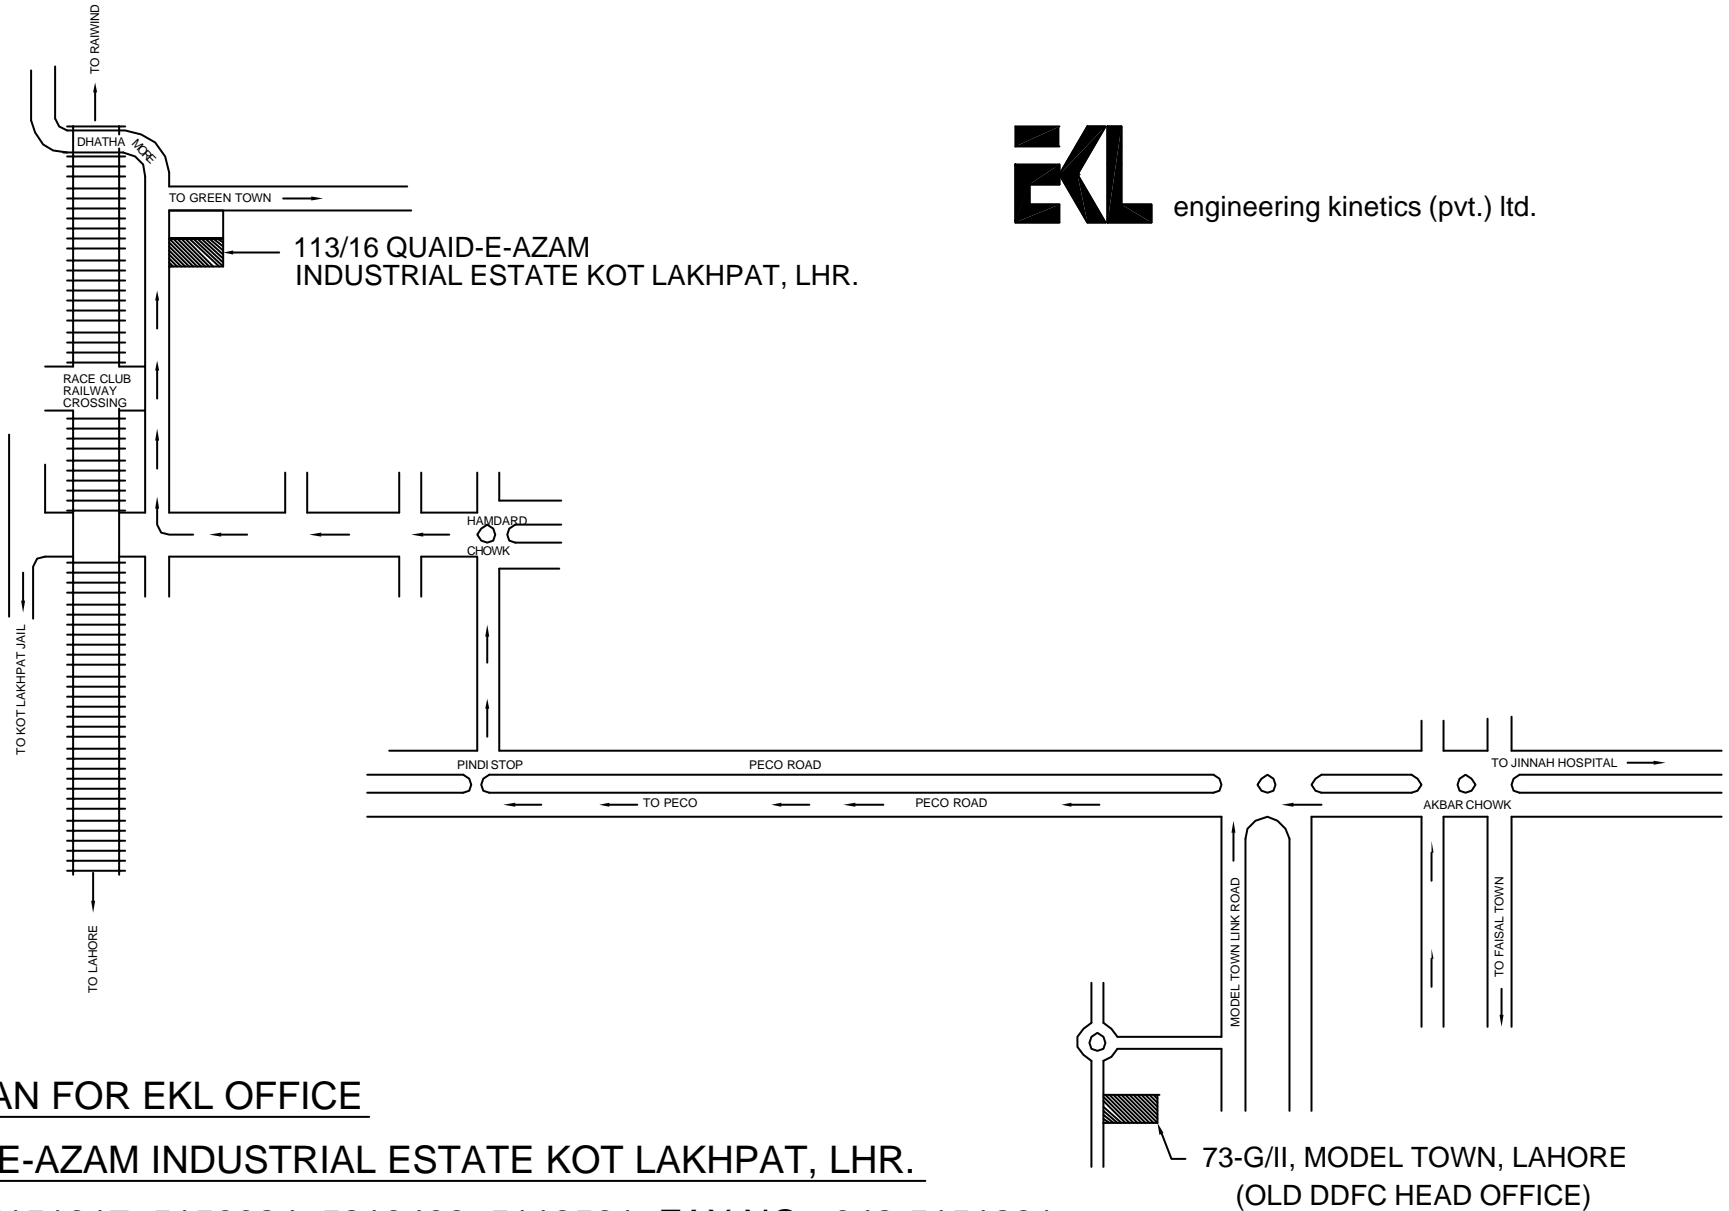 TO RAIWIND
DHATHA MORE
TO GREEN TOWN
EKL engineering kinetics (pvt.) ltd.
113/16 QUAID-E-AZAM
INDUSTRIAL ESTATE KOT LAKHPAT, LHR.
RACE CLUB
RAILWAY
CROSSING
HAMDARD
CHOWK
TO KOT LAKHPAT JAIL
PINDI STOP
PECO ROAD
TO JINNAH HOSPITAL
TO PECO
PECO ROAD
AKBAR CHOWK
MODEL TOWN LINK ROAD
TO FAISAL TOWN
TO LAHORE
AN FOR EKL OFFICE
E-AZAM INDUSTRIAL ESTATE KOT LAKHPAT, LHR.
73-G/II, MODEL TOWN, LAHORE
(OLD DDFC HEAD OFFICE)
FAX NO.